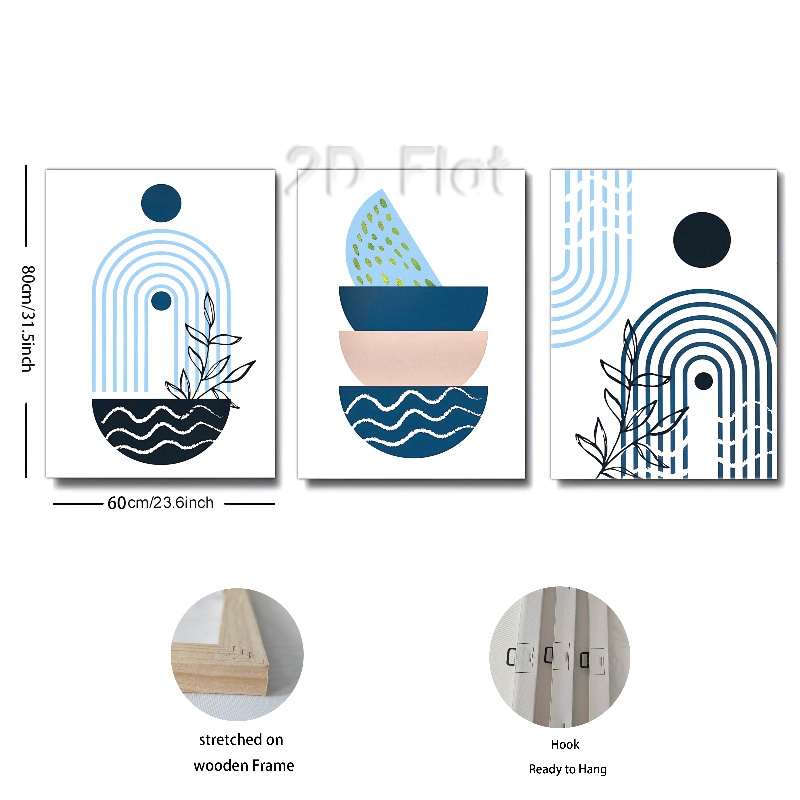 2D Flat
80cm/31.5inch
60cm/23.6inch
stretched on
wooden Frame
Hook
Ready to Hang